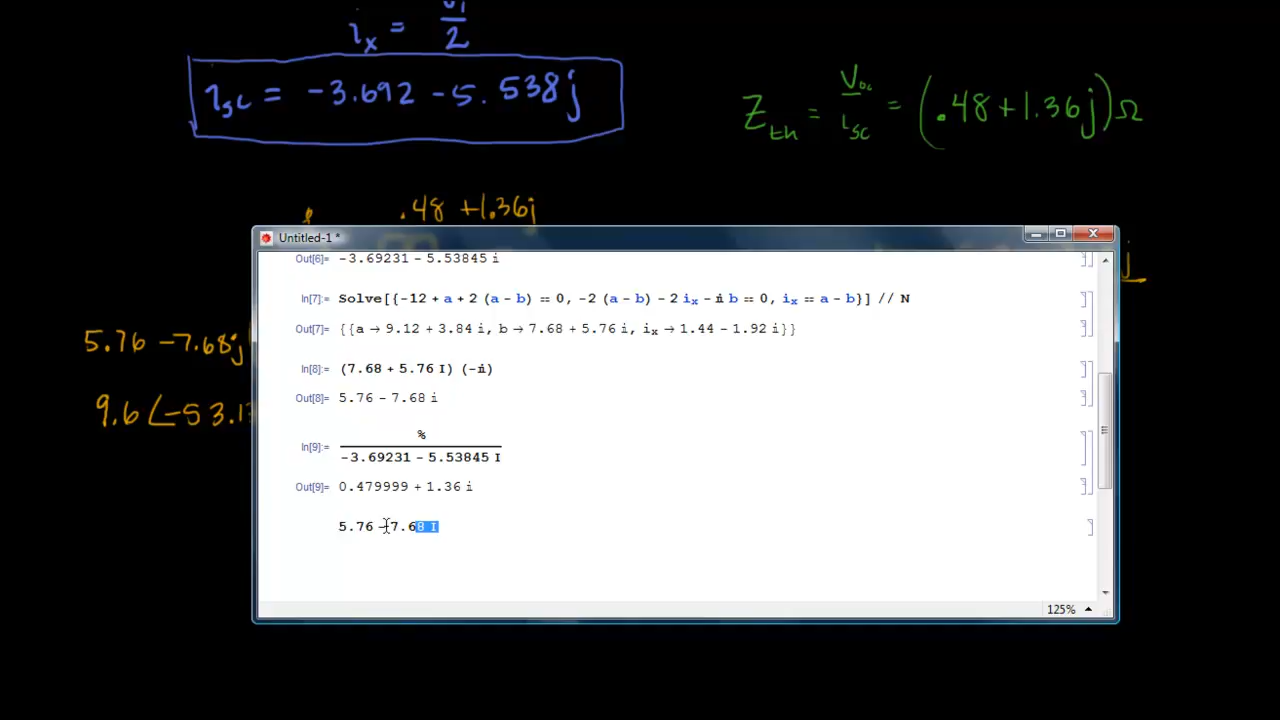 i_x = v_1/2
i_sc = -3.692 - 5.538j
Z_th = V_oc/i_sc = (.48 + 1.36j)Ω
.48 + 1.36j
Untitled-1 *
Out[6]= -3.69231 - 5.53845 i
j
In[7]:= Solve[{-12 + a + 2 (a - b) == 0, -2 (a - b) - 2 i_x - i b == 0, i_x == a - b}] // N
Out[7]= {{a → 9.12 + 3.84 i, b → 7.68 + 5.76 i, i_x → 1.44 - 1.92 i}}
5.76 - 7.68j
In[8]:= (7.68 + 5.76 I) (-i)
Out[8]= 5.76 - 7.68 i
9.6 ∠-53.1
%
In[9]:= -3.69231 - 5.53845 I
Out[9]= 0.479999 + 1.36 i
5.76 - 7.68 I
125%